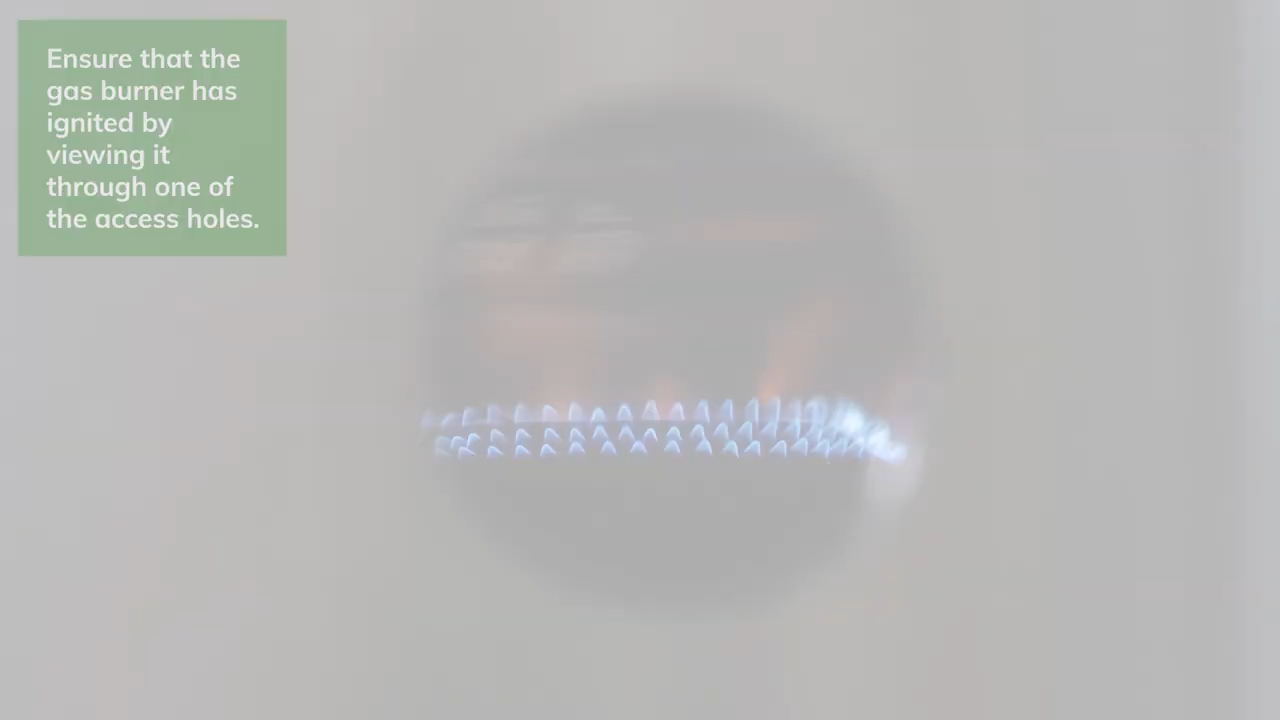 Ensure that the
gas burner has
ignited by
viewing it
through one of
the access holes.